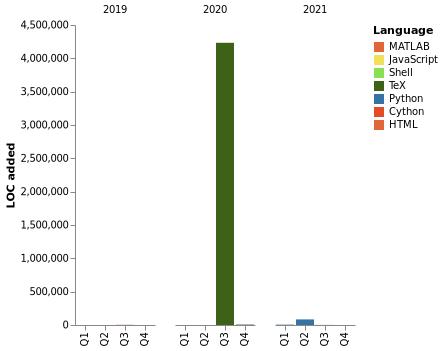 2019 2020 2021
4,500,000
4,000,000
3,500,000
3,000,000
2,500,000
2,000,000
1,500,000
1,000,000
500,000
0
LOC added
Q1 Q2 Q3 Q4 Q1 Q2 Q3 Q4 Q1 Q2 Q3 Q4
Language
MATLAB
JavaScript
Shell
TeX
Python
Cython
HTML